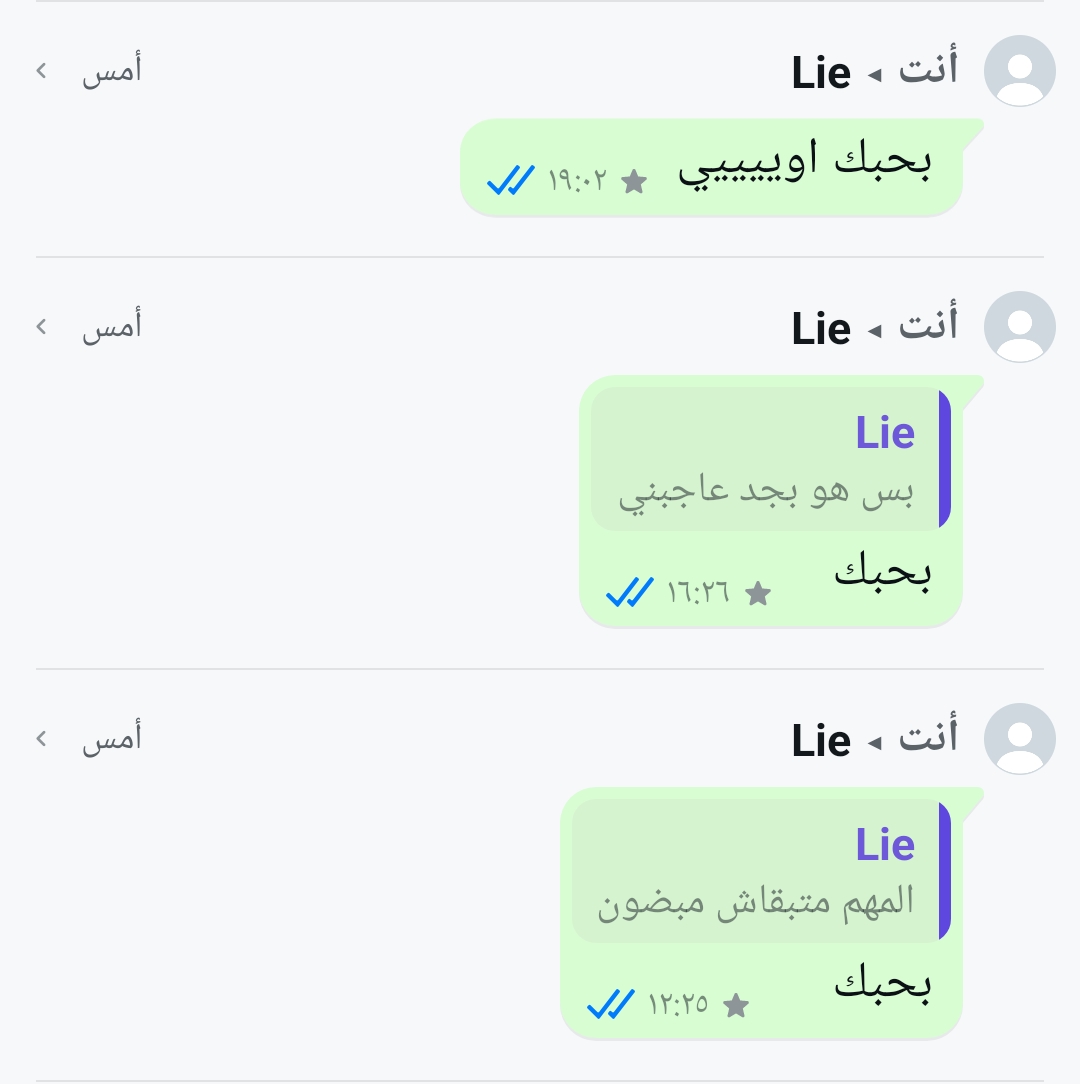 أنت ◂ Lie أمس
بحبك اوييييي ١٩:٠٢
أنت ◂ Lie أمس
Lie
بس هو بجد عاجبني
بحبك ١٦:٢٦
أنت ◂ Lie أمس
Lie
المهم متبقاش مبضون
بحبك ١٢:٢٥